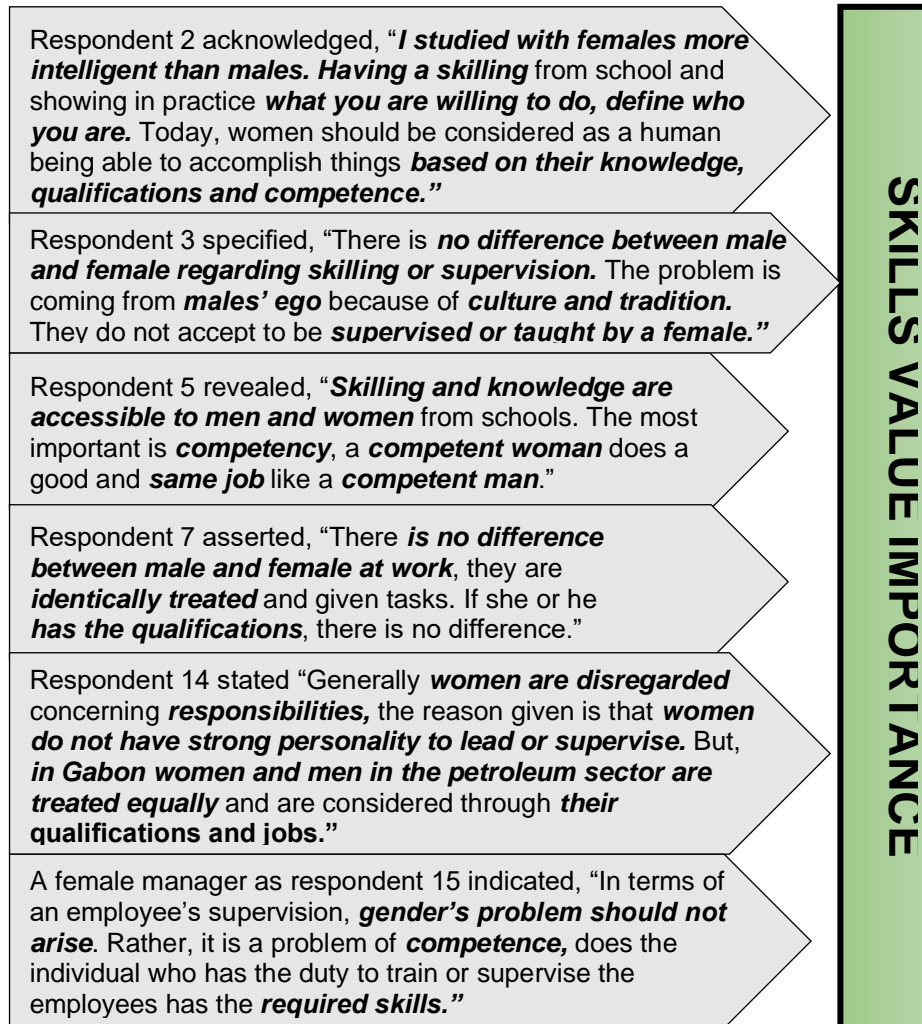 Respondent 2 acknowledged, “I studied with females more
intelligent than males. Having a skilling from school and
showing in practice what you are willing to do, define who
you are. Today, women should be considered as a human
being able to accomplish things based on their knowledge,
qualifications and competence.”
Respondent 3 specified, “There is no difference between male
and female regarding skilling or supervision. The problem is
coming from males’ ego because of culture and tradition.
They do not accept to be supervised or taught by a female.”
Respondent 5 revealed, “Skilling and knowledge are
accessible to men and women from schools. The most
important is competency, a competent woman does a
good and same job like a competent man.”
Respondent 7 asserted, “There is no difference
between male and female at work, they are
identically treated and given tasks. If she or he
has the qualifications, there is no difference.”
Respondent 14 stated “Generally women are disregarded
concerning responsibilities, the reason given is that women
do not have strong personality to lead or supervise. But,
in Gabon women and men in the petroleum sector are
treated equally and are considered through their
qualifications and jobs.”
A female manager as respondent 15 indicated, “In terms of
an employee’s supervision, gender’s problem should not
arise. Rather, it is a problem of competence, does the
individual who has the duty to train or supervise the
employees has the required skills.”
SKILLS VALUE IMPORTANCE